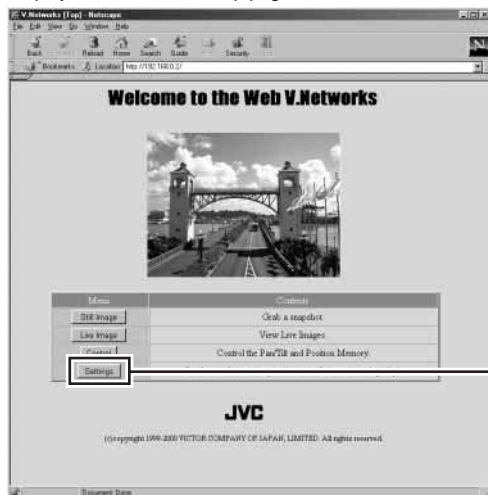 V.Networks [Top] - Netscape
File Edit View Go Window Help
Back Reload Home Search Guide Security
Bookmarks Location http://192.168.0.2/
Welcome to the Web V.Networks
Menu Contents
Still Image Grab a snapshot.
Live Image View Live Images.
Control Control the Pan/Tilt and Position Memory.
Settings
JVC
(c)copyright 1999-2000 VICTOR COMPANY OF JAPAN, LIMITED. All rights reserved.
Document: Done